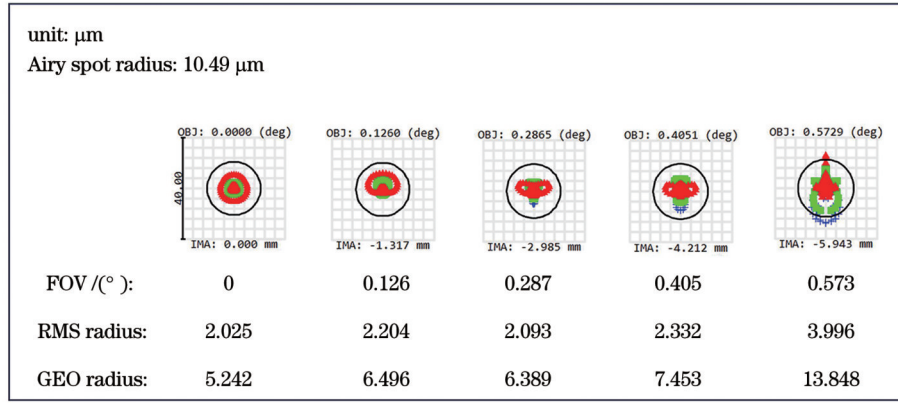 unit: μm
Airy spot radius: 10.49 μm
OBJ: 0.0000 (deg) OBJ: 0.1260 (deg) OBJ: 0.2865 (deg) OBJ: 0.4051 (deg) OBJ: 0.5729 (deg)
40.00
IMA: 0.000 mm IMA: -1.317 mm IMA: -2.985 mm IMA: -4.212 mm IMA: -5.943 mm
FOV /(° ): 0 0.126 0.287 0.405 0.573
RMS radius: 2.025 2.204 2.093 2.332 3.996
GEO radius: 5.242 6.496 6.389 7.453 13.848